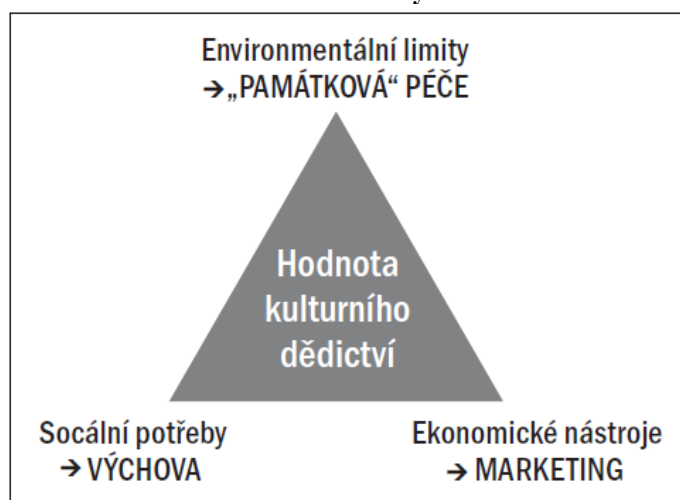 Environmentální limity
→ „PAMÁTKOVÁ“ PÉČE
Hodnota
kulturního
dědictví
Socální potřeby
→ VÝCHOVA
Ekonomické nástroje
→ MARKETING